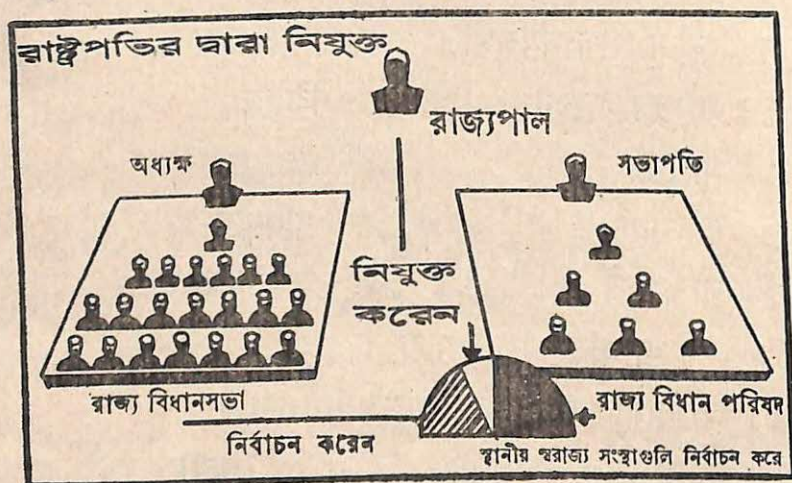 রাষ্ট্রপতির দ্বারা নিযুক্ত
রাজ্যপাল
অধ্যক্ষ
সভাপতি
নিযুক্ত
করেন
রাজ্য বিধানসভা
রাজ্য বিধান পরিষদ
নির্বাচন করেন
স্থানীয় স্বরাজ্য সংস্থাগুলি নির্বাচন করে